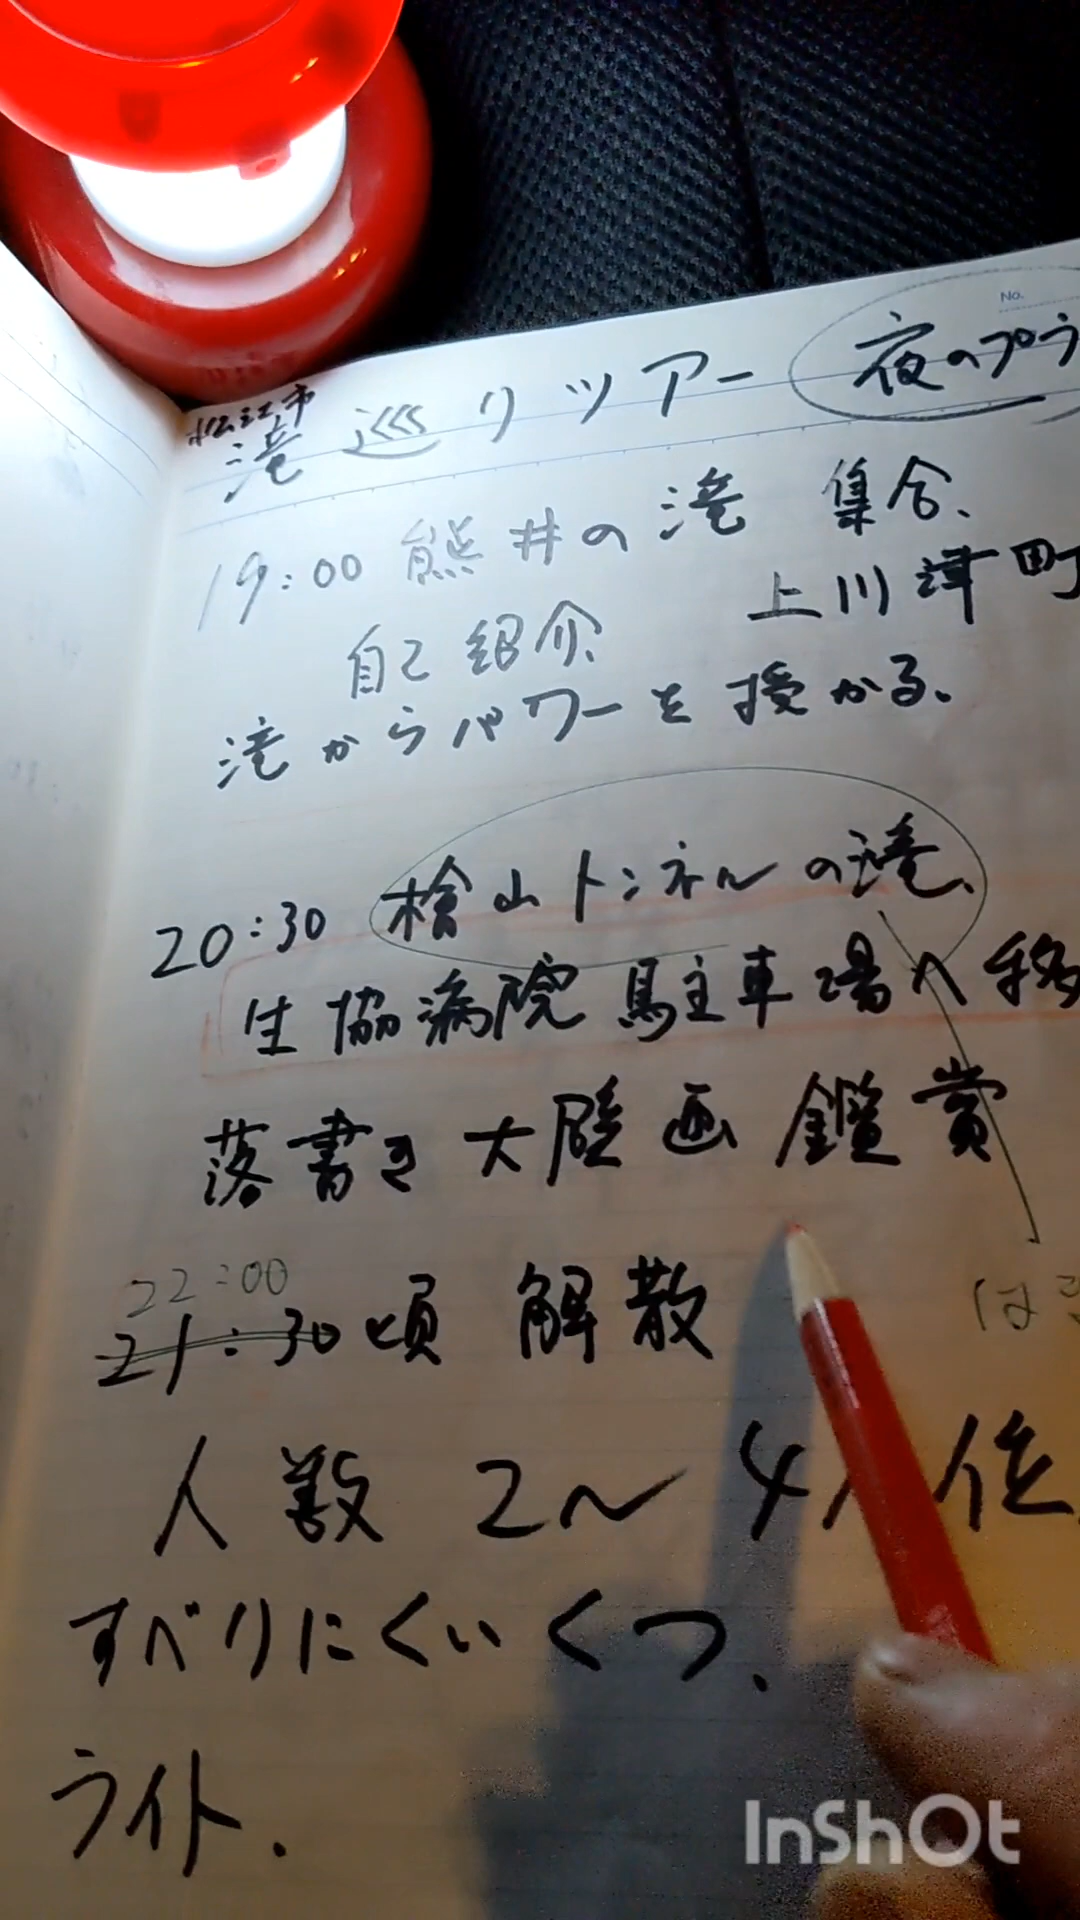 No.
松江市
滝巡りツアー 夜のプラ
19:00 熊井の滝 集合、
上川津町
自己紹介、
滝からパワーを授かる。
20:30 檜山トンネルの滝、
生協病院駐車場へ移
落書き大壁画鑑賞
22:00
21:30頃 解散
は
人数 2〜4人位
すべりにくいくつ、
ライト.
InShOt